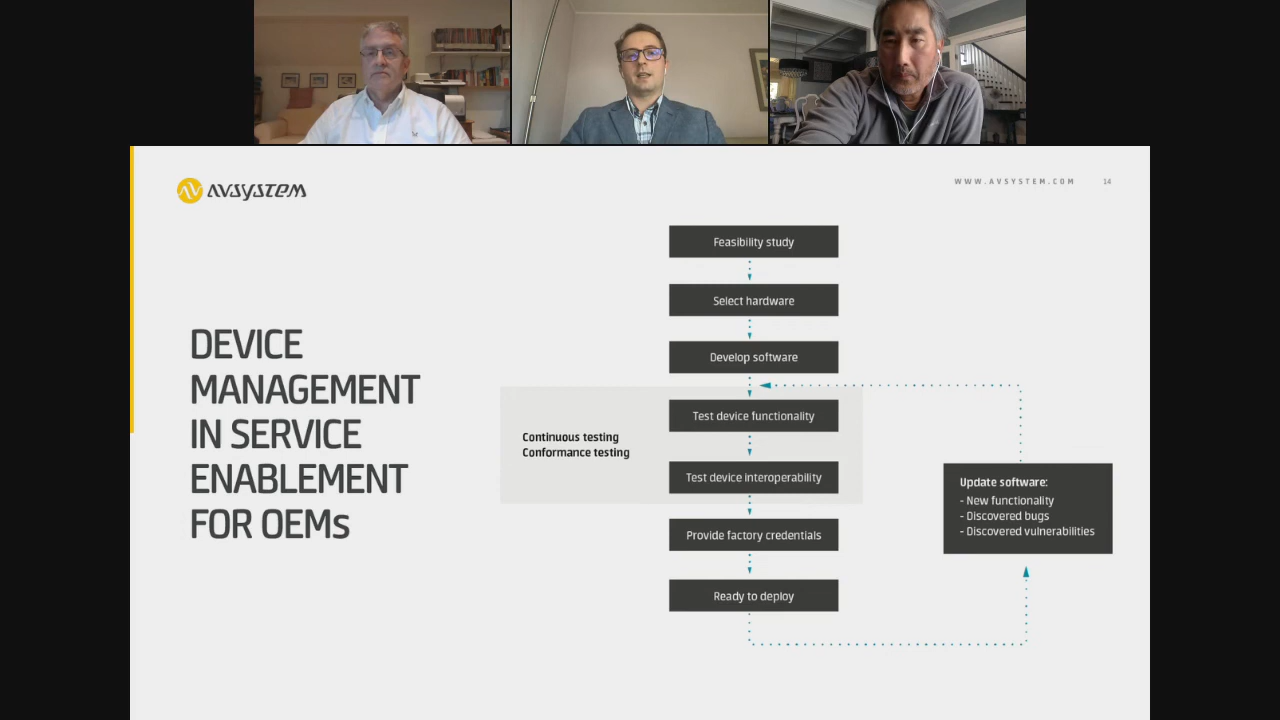 AVSYSTEM
WWW.AVSYSTEM.COM 14
DEVICE
MANAGEMENT
IN SERVICE
ENABLEMENT
FOR OEMs
Feasibility study
Select hardware
Develop software
Test device functionality
Continuous testing
Conformance testing
Test device interoperability
Provide factory credentials
Ready to deploy
Update software:
- New functionality
- Discovered bugs
- Discovered vulnerabilities